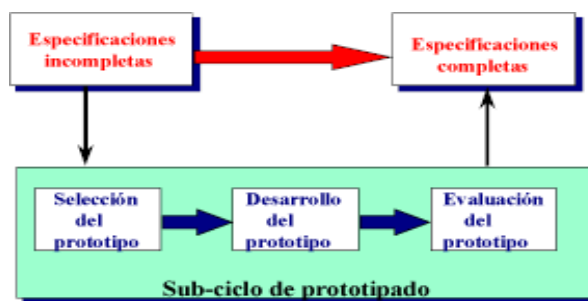 Especificaciones
incompletas
Especificaciones
completas
Selección
del
prototipo
Desarrollo
del
prototipo
Evaluación
del
prototipo
Sub-ciclo de prototipado